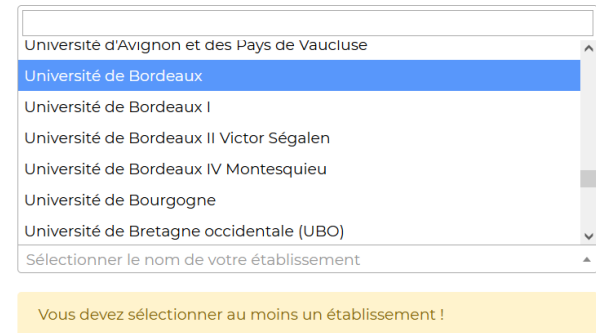 Université d'Avignon et des Pays de Vaucluse
Université de Bordeaux
Université de Bordeaux I
Université de Bordeaux II Victor Ségalen
Université de Bordeaux IV Montesquieu
Université de Bourgogne
Université de Bretagne occidentale (UBO)
Sélectionner le nom de votre établissement
Vous devez sélectionner au moins un établissement !